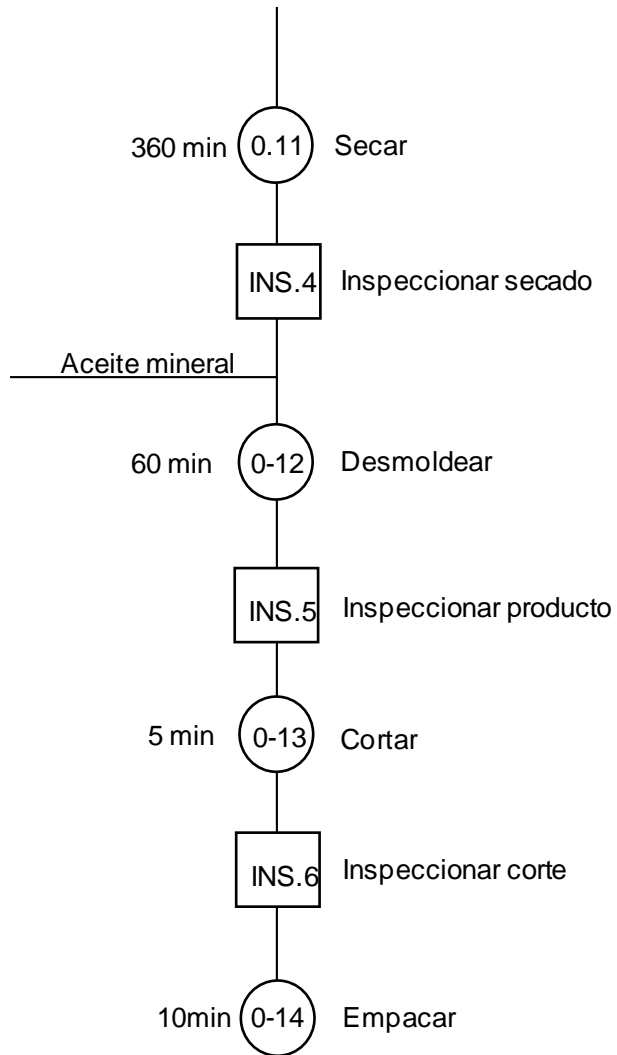 360 min 0.11 Secar
INS.4 Inspeccionar secado
Aceite mineral
60 min 0-12 Desmoldear
INS.5 Inspeccionar producto
5 min 0-13 Cortar
INS.6 Inspeccionar corte
10min 0-14 Empacar